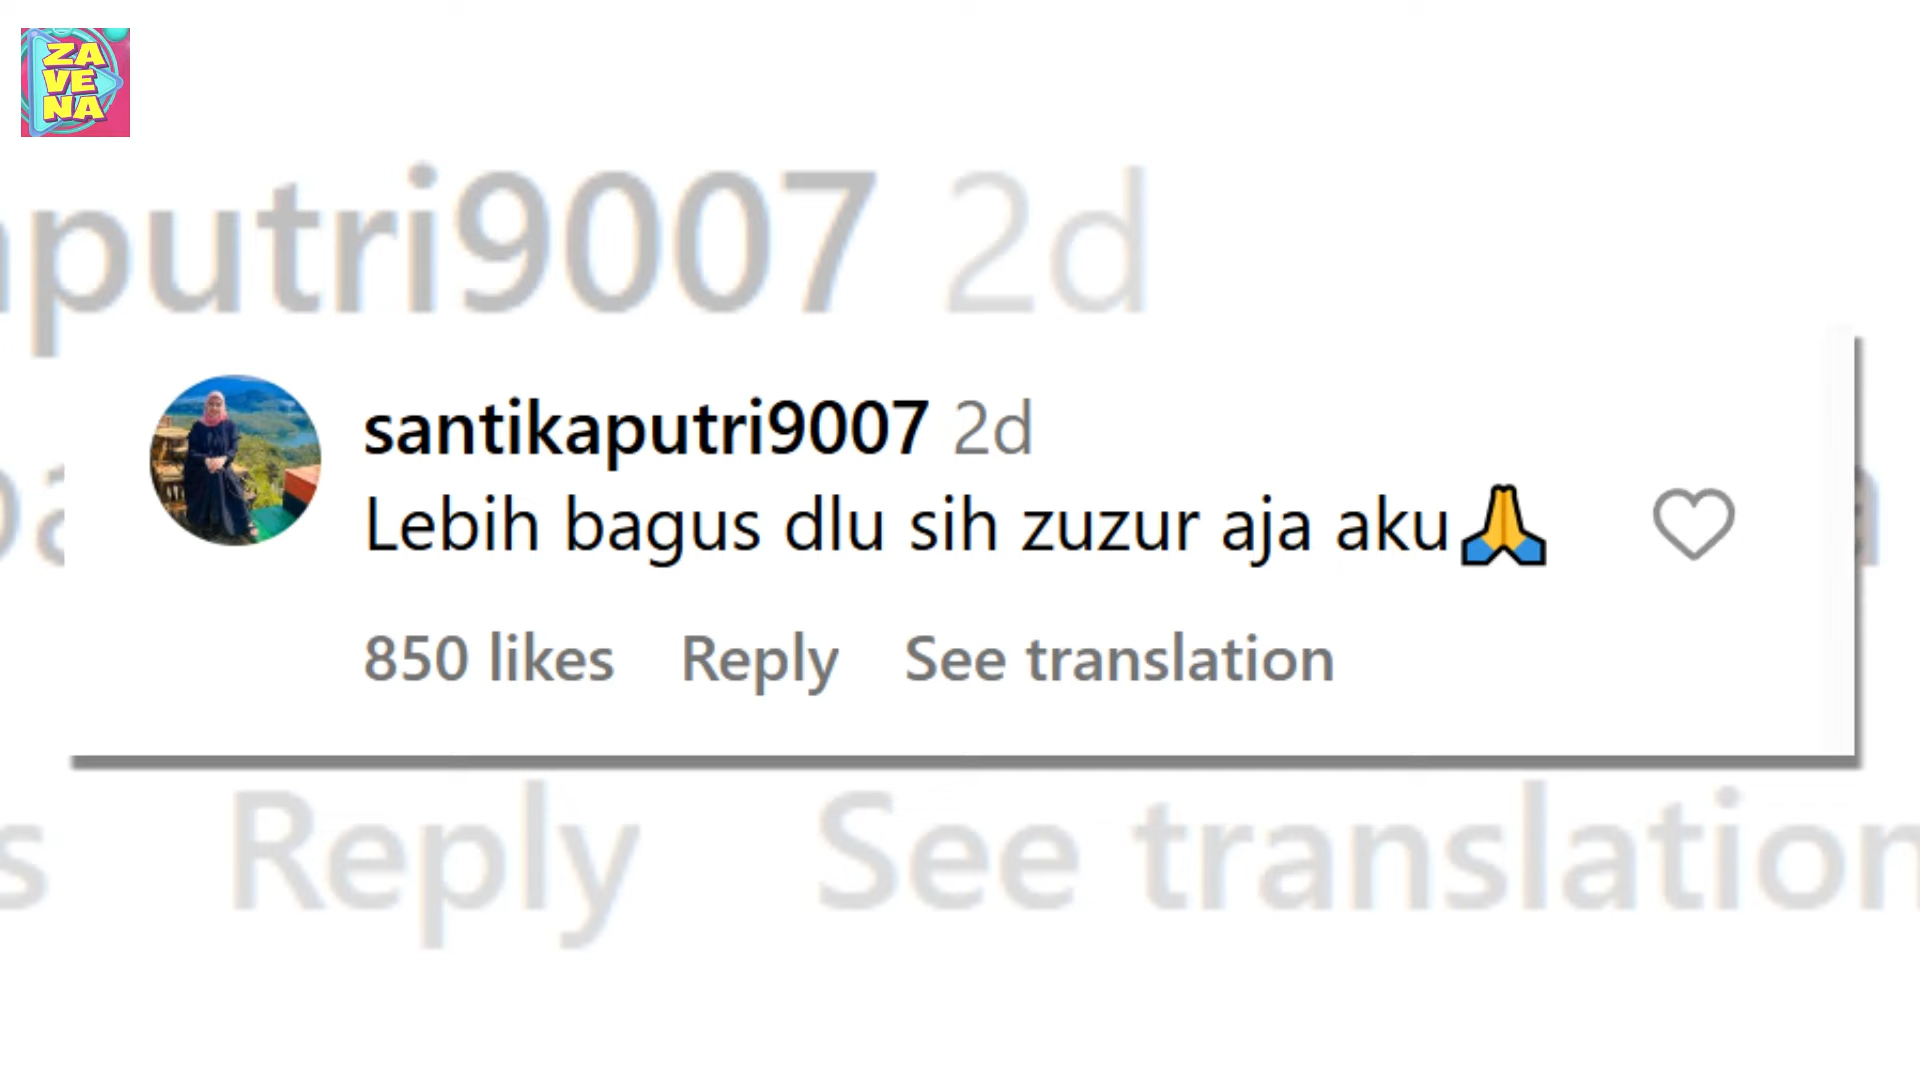 ZA
VE
NA
aputri9007 2d
santikaputri9007 2d
Lebih bagus dlu sih zuzur aja aku🙏
850 likes Reply See translation
s Reply See translation